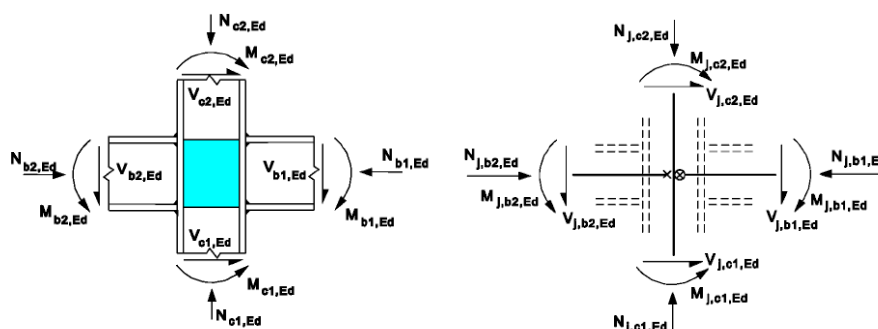 N c2,Ed
M c2,Ed
V c2,Ed
N b2,Ed
V b2,Ed
V b1,Ed
N b1,Ed
M b2,Ed
M b1,Ed
V c1,Ed
M c1,Ed
N c1,Ed
N j,c2,Ed
M j,c2,Ed
V j,c2,Ed
N j,b2,Ed
N j,b1,Ed
M j,b2,Ed
M j,b1,Ed
V j,b2,Ed
V j,b1,Ed
V j,c1,Ed
M j,c1,Ed
N j,c1,Ed